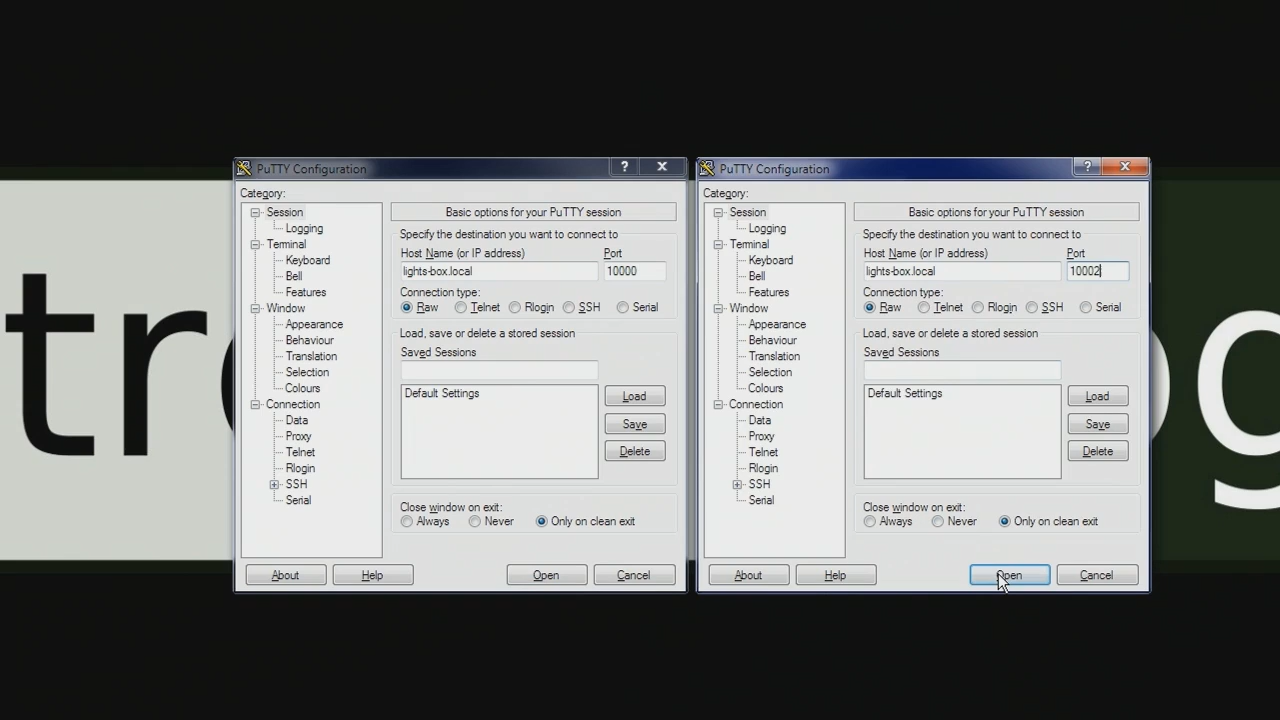 tr
og
PuTTY Configuration
?
Category:
Session
Logging
Terminal
Keyboard
Bell
Features
Window
Appearance
Behaviour
Translation
Selection
Colours
Connection
Data
Proxy
Telnet
Rlogin
SSH
Serial
Basic options for your PuTTY session
Specify the destination you want to connect to
Host Name (or IP address) Port
lights-box.local 10000
Connection type:
Raw Telnet Rlogin SSH Serial
Load, save or delete a stored session
Saved Sessions
Default Settings
Load
Save
Delete
Close window on exit:
Always Never Only on clean exit
About Help Open Cancel
PuTTY Configuration
?
Category:
Session
Logging
Terminal
Keyboard
Bell
Features
Window
Appearance
Behaviour
Translation
Selection
Colours
Connection
Data
Proxy
Telnet
Rlogin
SSH
Serial
Basic options for your PuTTY session
Specify the destination you want to connect to
Host Name (or IP address) Port
lights-box.local 10002
Connection type:
Raw Telnet Rlogin SSH Serial
Load, save or delete a stored session
Saved Sessions
Default Settings
Load
Save
Delete
Close window on exit:
Always Never Only on clean exit
About Help Open Cancel